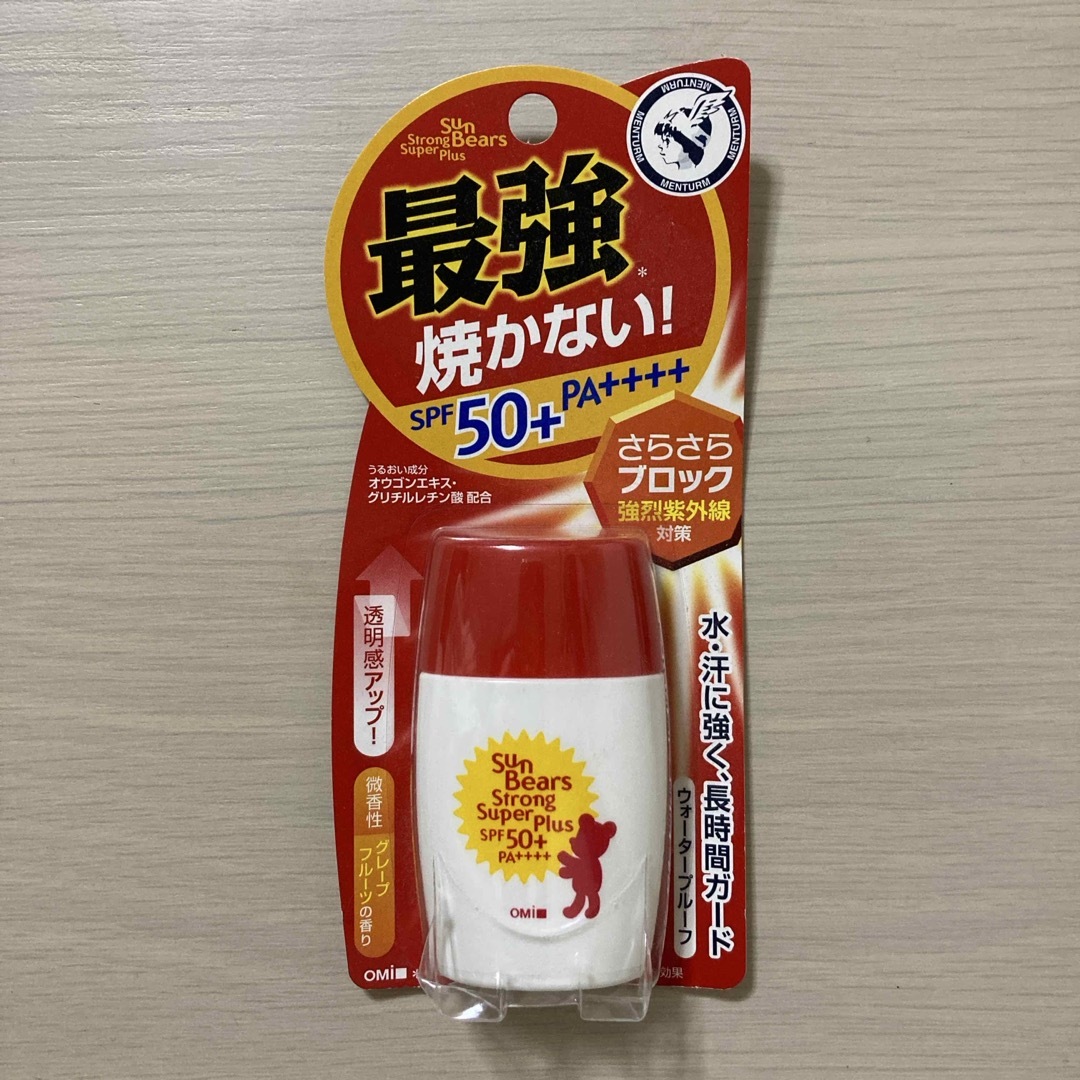 Sun
Strong Bears
Super Plus
MENTURM
MENTURM
MENTURM
MENTURM
MENTURM
最強
*
焼かない!
SPF 50+ PA++++
うるおい成分
オウゴンエキス・
グリチルレチン酸 配合
さらさら
ブロック
強烈紫外線
対策
透明感アップ!
微香性
グレープ
フルーツの香り
水・汗に強く、長時間ガード
ウォータープルーフ
Sun
Bears
Strong
Super Plus
SPF 50+
PA++++
OMI
OMI
*
効果